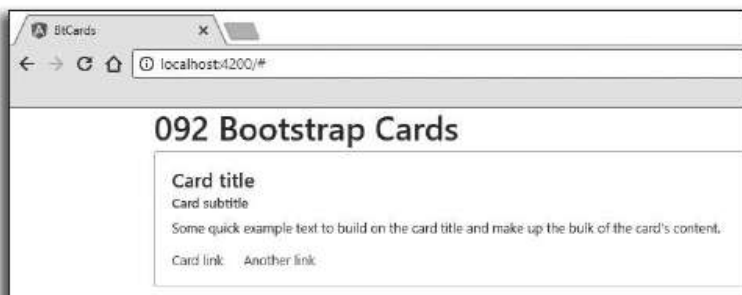 BtCards
localhost:4200/#
092 Bootstrap Cards
Card title
Card subtitle
Some quick example text to build on the card title and make up the bulk of the card's content.
Card link Another link